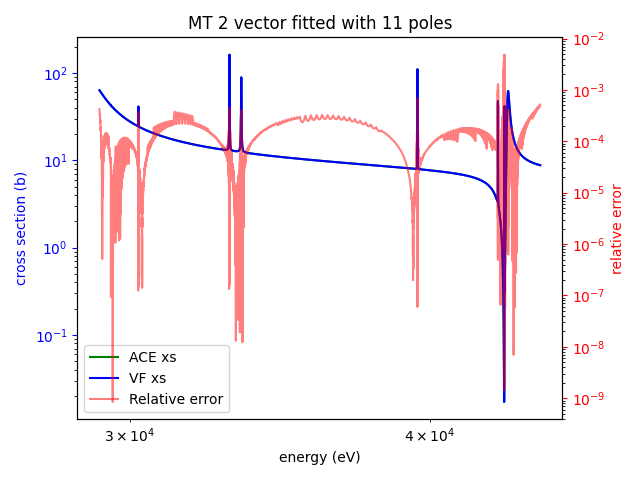 MT 2 vector fitted with 11 poles
10²
10¹
10⁰
10⁻¹
cross section (b)
10⁻²
10⁻³
10⁻⁴
10⁻⁵
10⁻⁶
10⁻⁷
10⁻⁸
10⁻⁹
relative error
ACE xs
VF xs
Relative error
3 × 10⁴
4 × 10⁴
energy (eV)